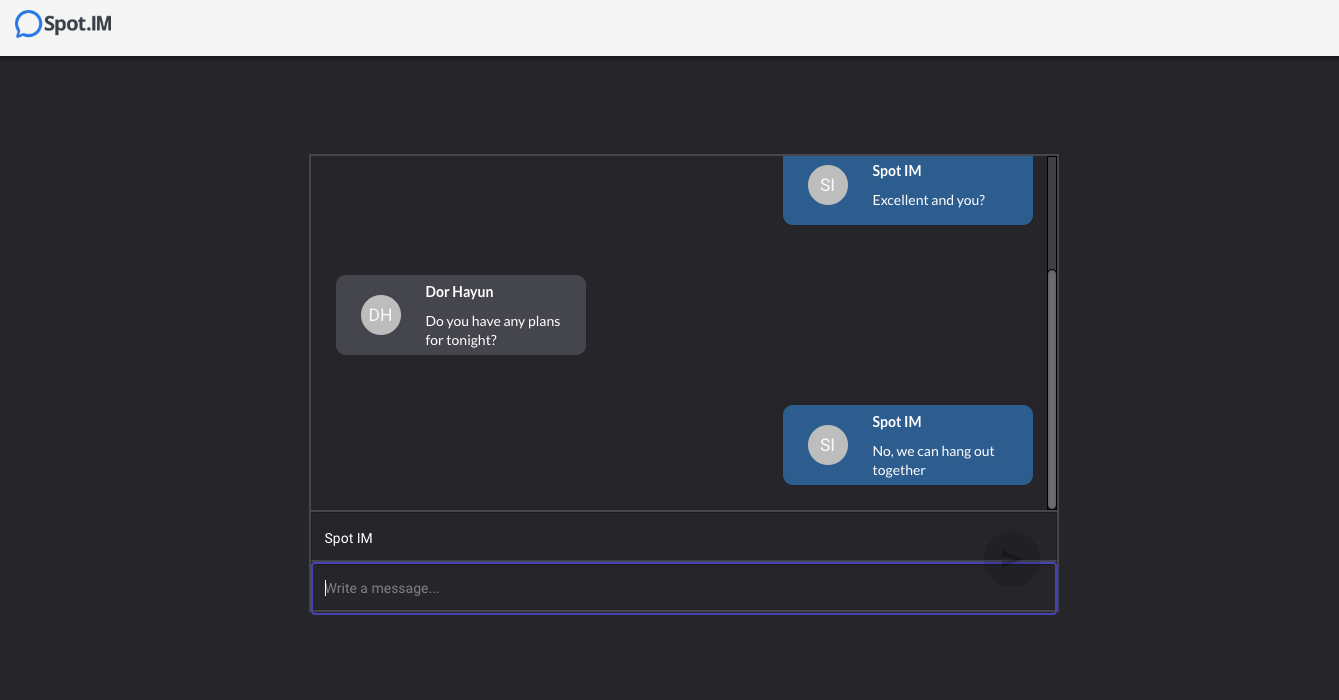 Spot.IM
SI
Spot IM
Excellent and you?
DH
Dor Hayun
Do you have any plans
for tonight?
SI
Spot IM
No, we can hang out
together
Spot IM
Write a message...